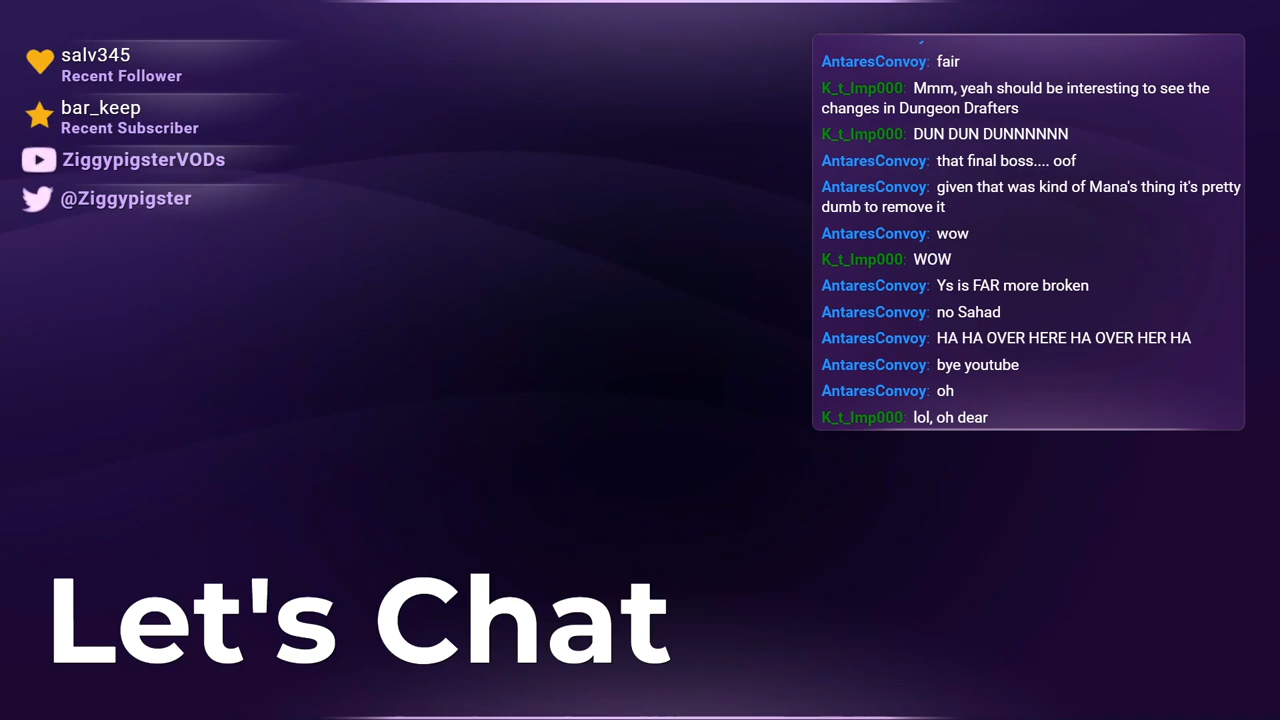 salv345
Recent Follower
bar_keep
Recent Subscriber
ZiggypigsterVODs
@Ziggypigster
AntaresConvoy: fair
K_t_Imp000: Mmm, yeah should be interesting to see the
changes in Dungeon Drafters
K_t_Imp000: DUN DUN DUNNNNNN
AntaresConvoy: that final boss.... oof
AntaresConvoy: given that was kind of Mana's thing it's pretty
dumb to remove it
AntaresConvoy: wow
K_t_Imp000: WOW
AntaresConvoy: Ys is FAR more broken
AntaresConvoy: no Sahad
AntaresConvoy: HA HA OVER HERE HA OVER HER HA
AntaresConvoy: bye youtube
AntaresConvoy: oh
K_t_Imp000: lol, oh dear
Let's Chat